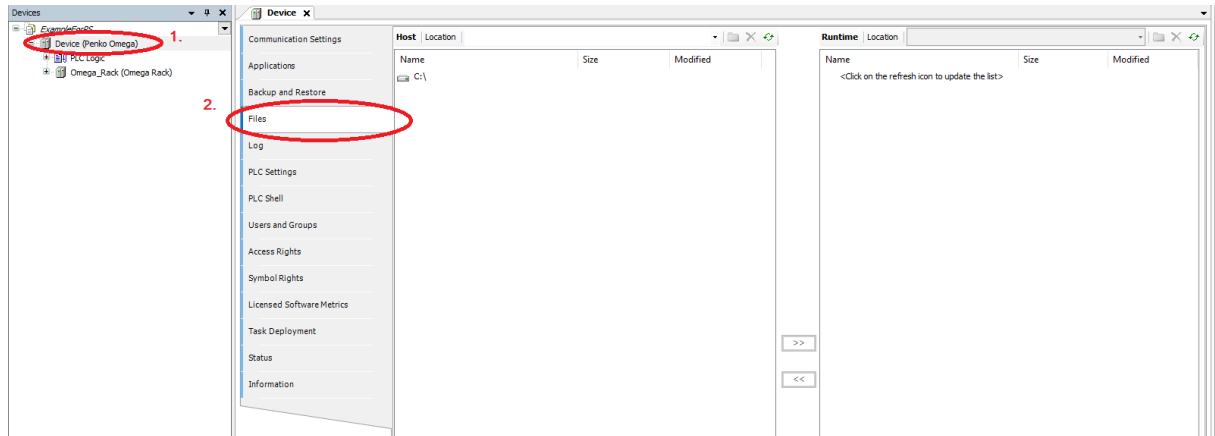 Devices
ExampleForPS
Device (Penko Omega)
PLC Logic
Omega_Rack (Omega Rack)
1.
2.
Device
Communication Settings
Applications
Backup and Restore
Files
Log
PLC Settings
PLC Shell
Users and Groups
Access Rights
Symbol Rights
Licensed Software Metrics
Task Deployment
Status
Information
Host Location
Name Size Modified
C:\
>>
<<
Runtime Location
Name Size Modified
<Click on the refresh icon to update the list>